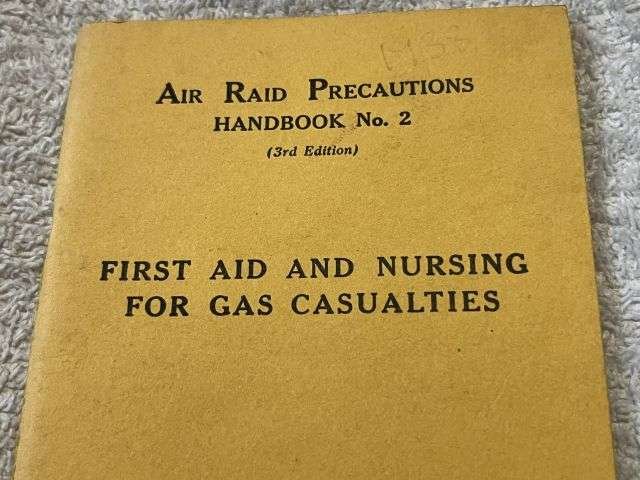 AIR RAID PRECAUTIONS
HANDBOOK No. 2
(3rd Edition)
FIRST AID AND NURSING
FOR GAS CASUALTIES